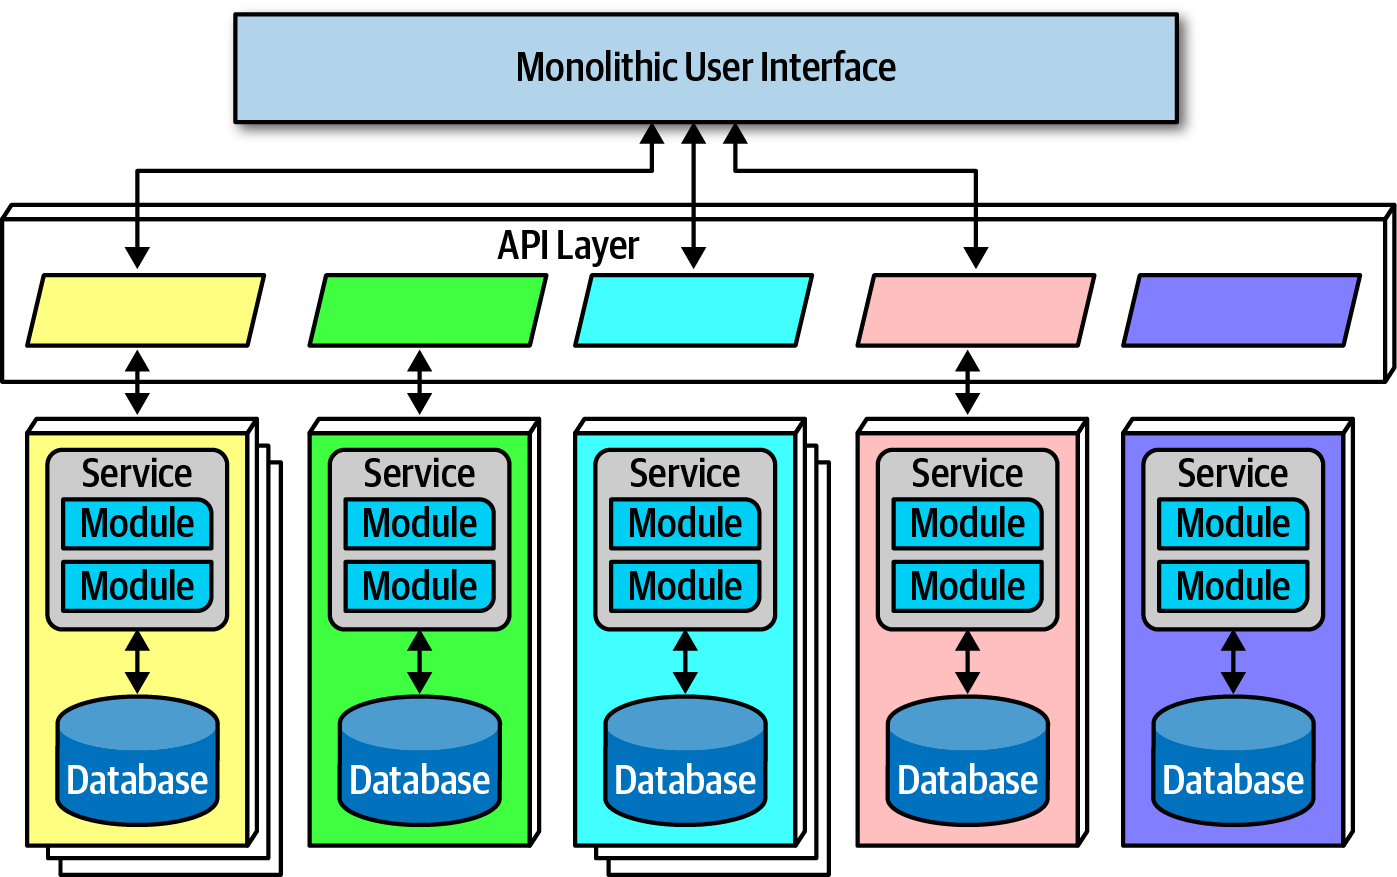 Monolithic User Interface
API Layer
Service
Module
Module
Database
Service
Module
Module
Database
Service
Module
Module
Database
Service
Module
Module
Database
Service
Module
Module
Database